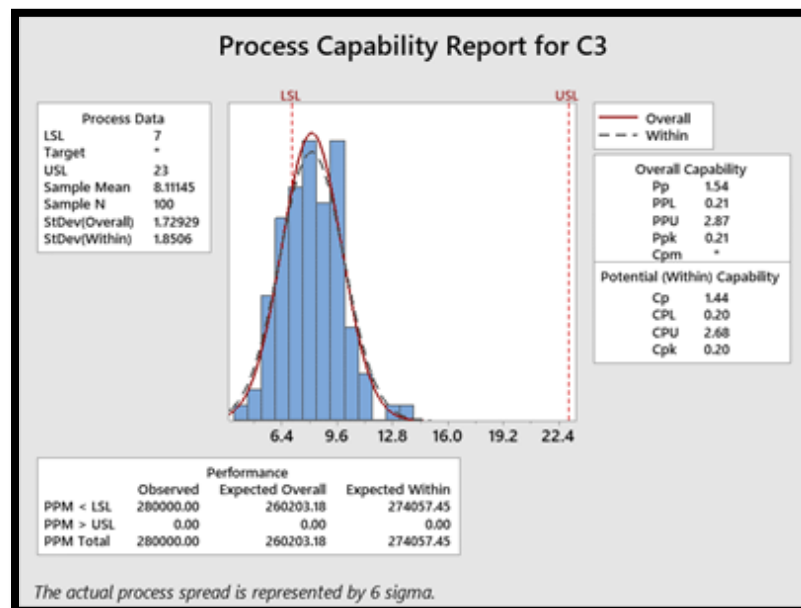 Process Capability Report for C3
LSL USL
Process Data
LSL 7
Target *
USL 23
Sample Mean 8.11145
Sample N 100
StDev(Overall) 1.72929
StDev(Within) 1.8506
Overall
Within
Overall Capability
Pp 1.54
PPL 0.21
PPU 2.87
Ppk 0.21
Cpm *
Potential (Within) Capability
Cp 1.44
CPL 0.20
CPU 2.68
Cpk 0.20
6.4 9.6 12.8 16.0 19.2 22.4
Performance
Observed Expected Overall Expected Within
PPM < LSL 280000.00 260203.18 274057.45
PPM > USL 0.00 0.00 0.00
PPM Total 280000.00 260203.18 274057.45
The actual process spread is represented by 6 sigma.